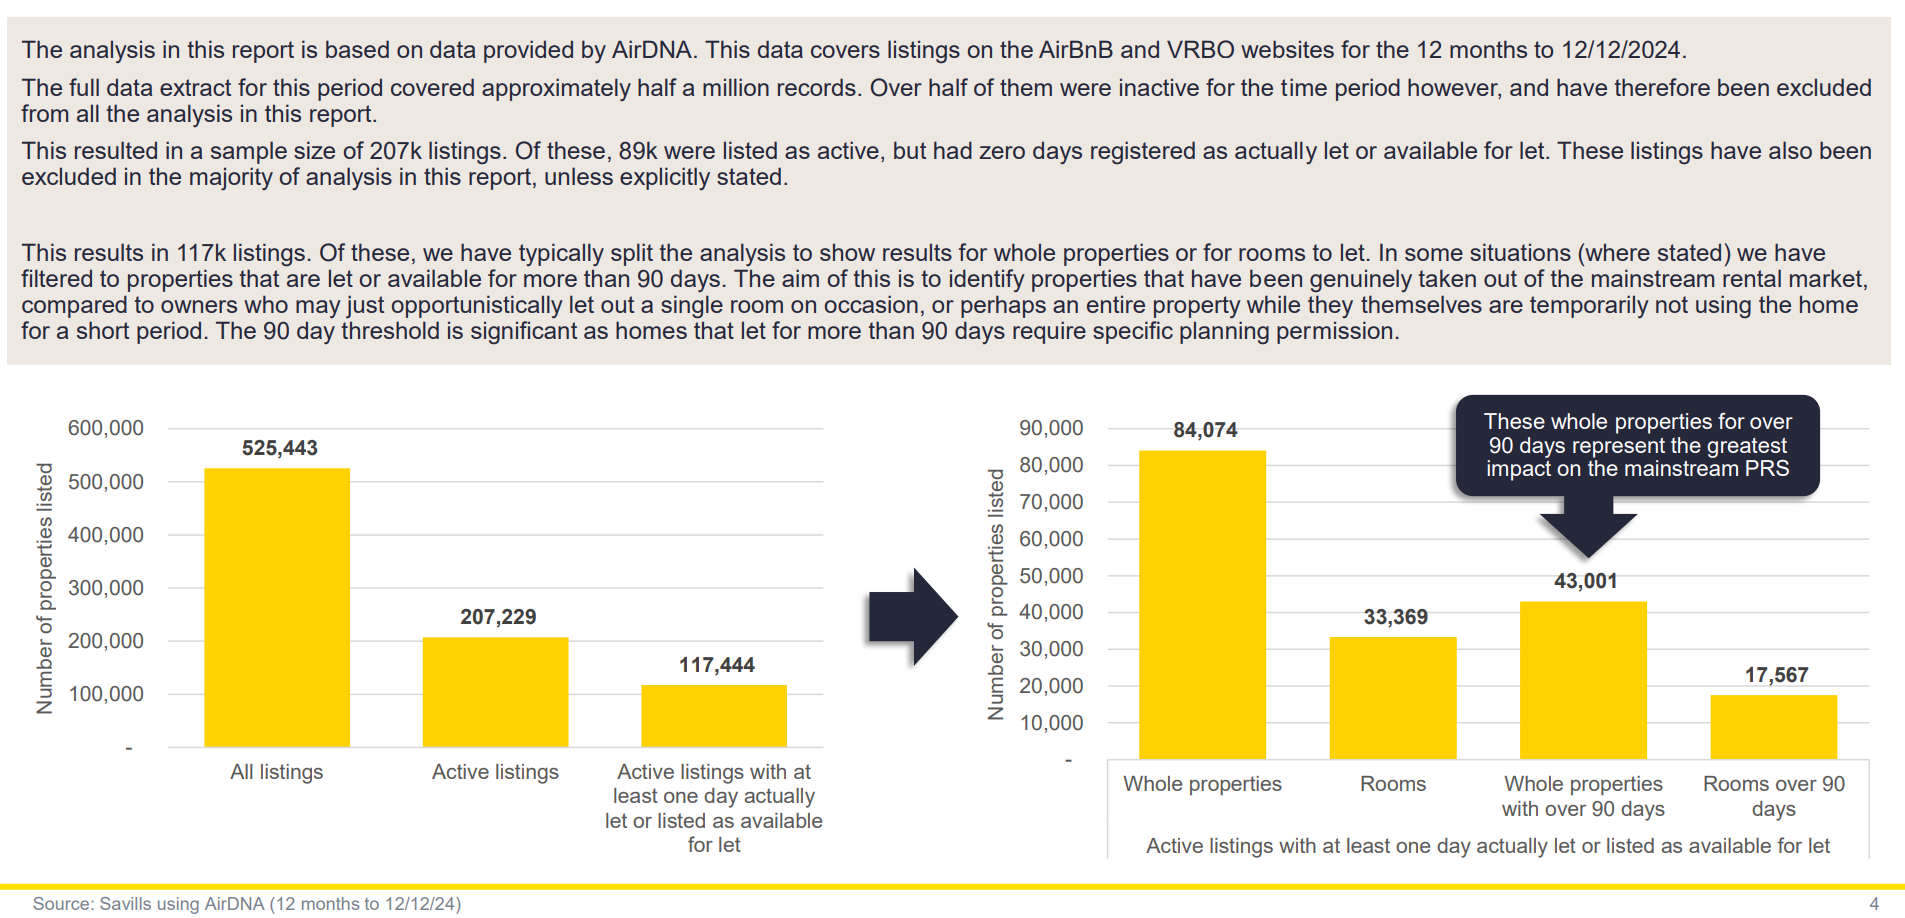 The analysis in this report is based on data provided by AirDNA. This data covers listings on the AirBnB and VRBO websites for the 12 months to 12/12/2024.
The full data extract for this period covered approximately half a million records. Over half of them were inactive for the time period however, and have therefore been excluded
from all the analysis in this report.
This resulted in a sample size of 207k listings. Of these, 89k were listed as active, but had zero days registered as actually let or available for let. These listings have also been
excluded in the majority of analysis in this report, unless explicitly stated.
This results in 117k listings. Of these, we have typically split the analysis to show results for whole properties or for rooms to let. In some situations (where stated) we have
filtered to properties that are let or available for more than 90 days. The aim of this is to identify properties that have been genuinely taken out of the mainstream rental market,
compared to owners who may just opportunistically let out a single room on occasion, or perhaps an entire property while they themselves are temporarily not using the home
for a short period. The 90 day threshold is significant as homes that let for more than 90 days require specific planning permission.
Number of properties listed
600,000
500,000
400,000
300,000
200,000
100,000
-
525,443
207,229
117,444
All listings
Active listings
Active listings with at
least one day actually
let or listed as available
for let
Number of properties listed
90,000
80,000
70,000
60,000
50,000
40,000
30,000
20,000
10,000
-
These whole properties for over
90 days represent the greatest
impact on the mainstream PRS
84,074
33,369
43,001
17,567
Whole properties
Rooms
Whole properties
with over 90 days
Rooms over 90
days
Active listings with at least one day actually let or listed as available for let
Source: Savills using AirDNA (12 months to 12/12/24)
4